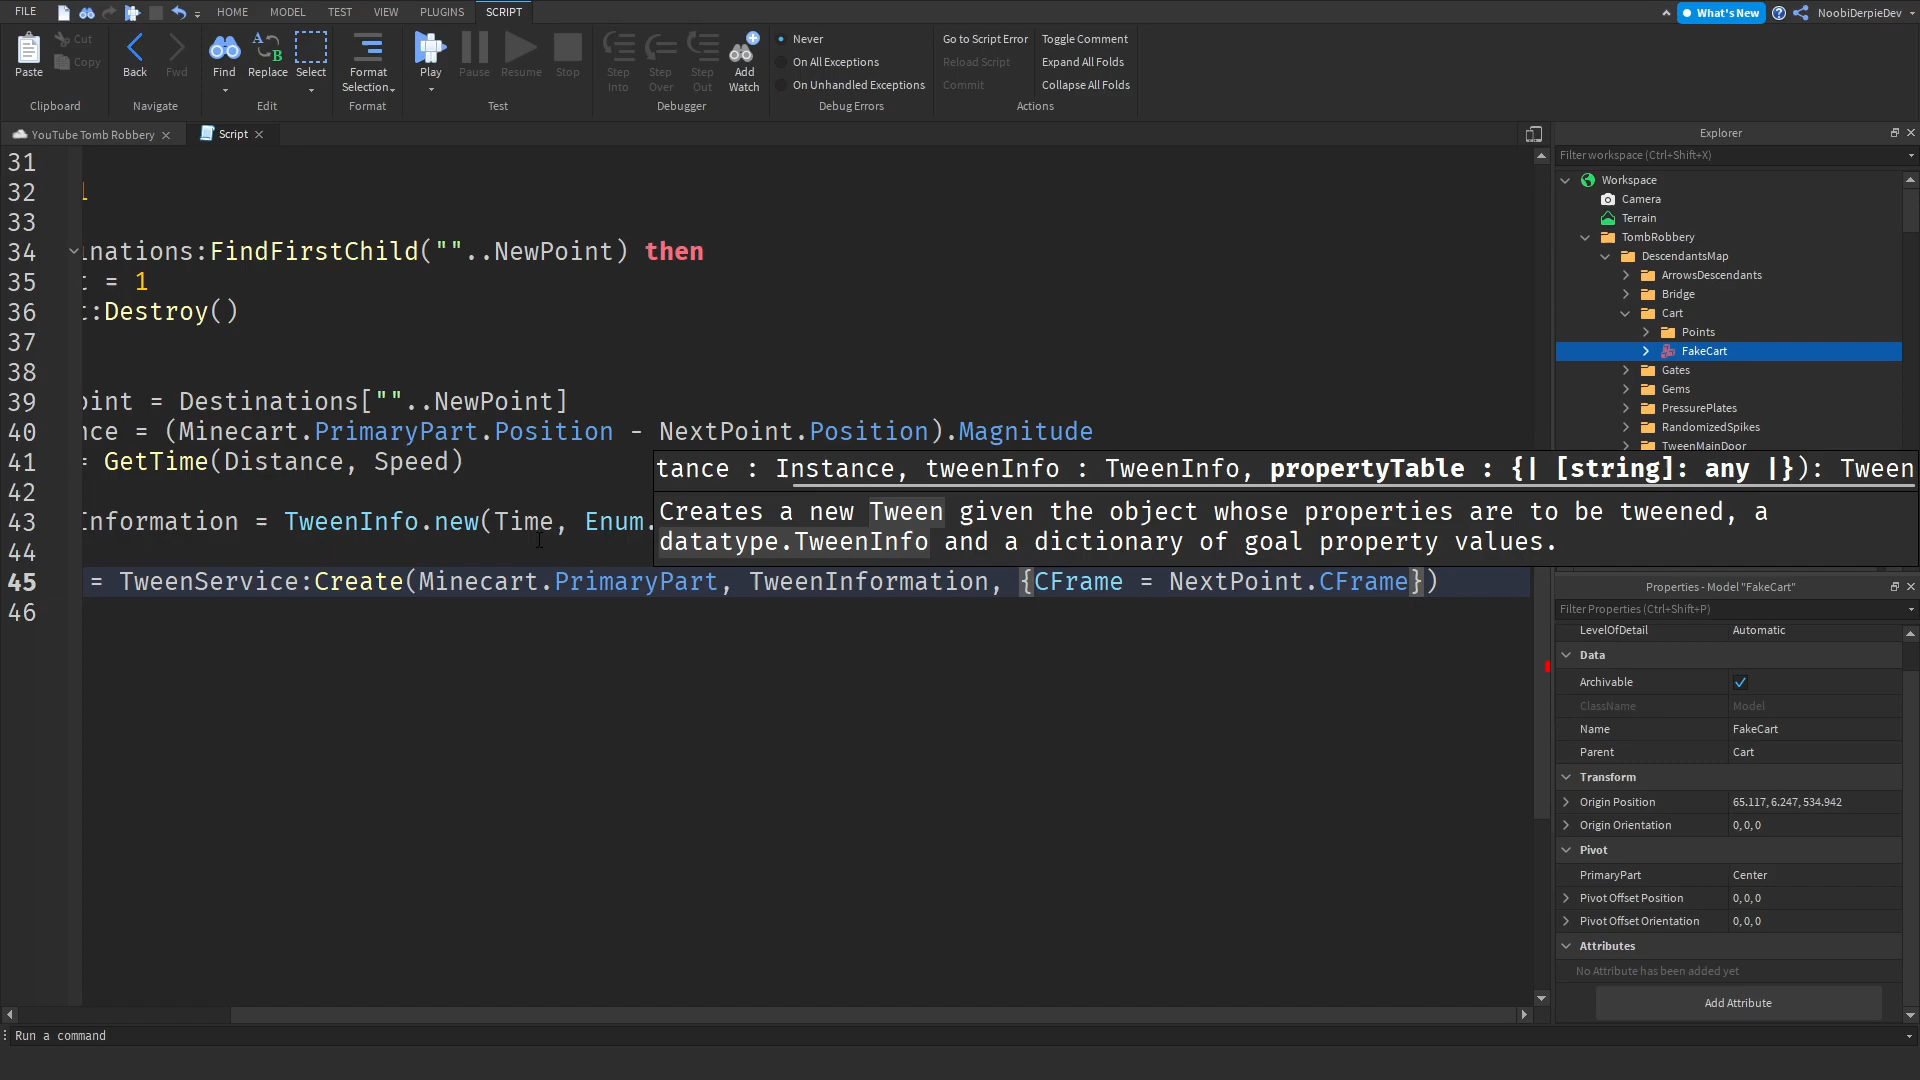 FILE HOME MODEL TEST VIEW PLUGINS SCRIPT What's New NoobiDerpieDev
Paste Cut Copy Clipboard
Back Fwd Navigate
Find Replace Select Edit
Format Selection Format
Play Pause Resume Stop Test
Step Into Step Over Step Out Add Watch Debugger
Never
On All Exceptions
On Unhandled Exceptions
Debug Errors
Go to Script Error Toggle Comment
Reload Script Expand All Folds
Commit Collapse All Folds
Actions
YouTube Tomb Robbery Script
31
32 1
33
34 inations:FindFirstChild(""..NewPoint) then
35 t = 1
36 t:Destroy()
37
38
39 oint = Destinations[""..NewPoint]
40 nce = (Minecart.PrimaryPart.Position - NextPoint.Position).Magnitude
41 = GetTime(Distance, Speed)
42
43 Information = TweenInfo.new(Time, Enum.
44
45 = TweenService:Create(Minecart.PrimaryPart, TweenInformation, {CFrame = NextPoint.CFrame})
46
tance : Instance, tweenInfo : TweenInfo, propertyTable : {| [string]: any |}): Tween
Creates a new Tween given the object whose properties are to be tweened, a
datatype.TweenInfo and a dictionary of goal property values.
Explorer
Filter workspace (Ctrl+Shift+X)
Workspace
Camera
Terrain
TombRobbery
DescendantsMap
ArrowsDescendants
Bridge
Cart
Points
FakeCart
Gates
Gems
PressurePlates
RandomizedSpikes
TweenMainDoor
Properties - Model "FakeCart"
Filter Properties (Ctrl+Shift+P)
LevelOfDetail Automatic
Data
Archivable
ClassName Model
Name FakeCart
Parent Cart
Transform
Origin Position 65.117, 6.247, 534.942
Origin Orientation 0, 0, 0
Pivot
PrimaryPart Center
Pivot Offset Position 0, 0, 0
Pivot Offset Orientation 0, 0, 0
Attributes
No Attribute has been added yet
Add Attribute
Run a command